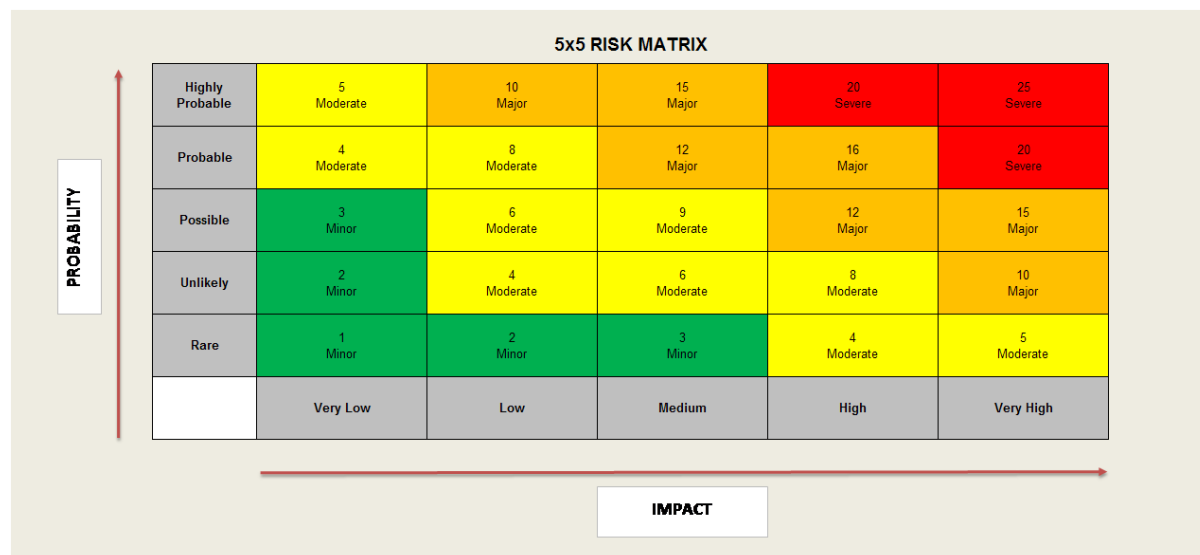 5x5 RISK MATRIX
Highly
Probable
5
Moderate
10
Major
15
Major
20
Severe
25
Severe
Probable
4
Moderate
8
Moderate
12
Major
16
Major
20
Severe
Possible
3
Minor
6
Moderate
9
Moderate
12
Major
15
Major
Unlikely
2
Minor
4
Moderate
6
Moderate
8
Moderate
10
Major
Rare
1
Minor
2
Minor
3
Minor
4
Moderate
5
Moderate
Very Low
Low
Medium
High
Very High
PROBABILITY
IMPACT